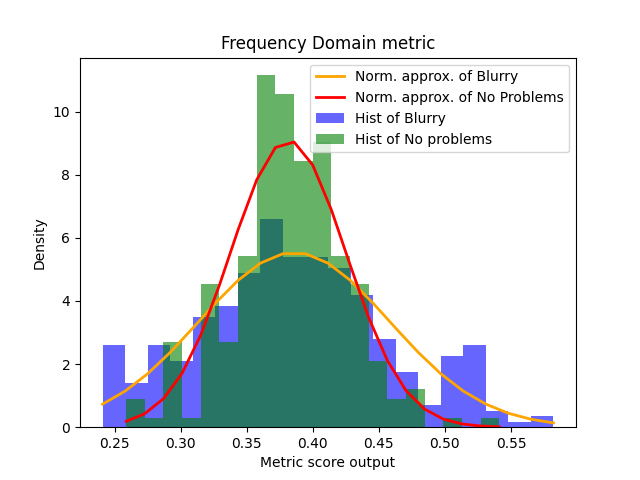 Frequency Domain metric
Norm. approx. of Blurry
Norm. approx. of No Problems
Hist of Blurry
Hist of No problems
Density
10
8
6
4
2
0
0.25 0.30 0.35 0.40 0.45 0.50 0.55
Metric score output